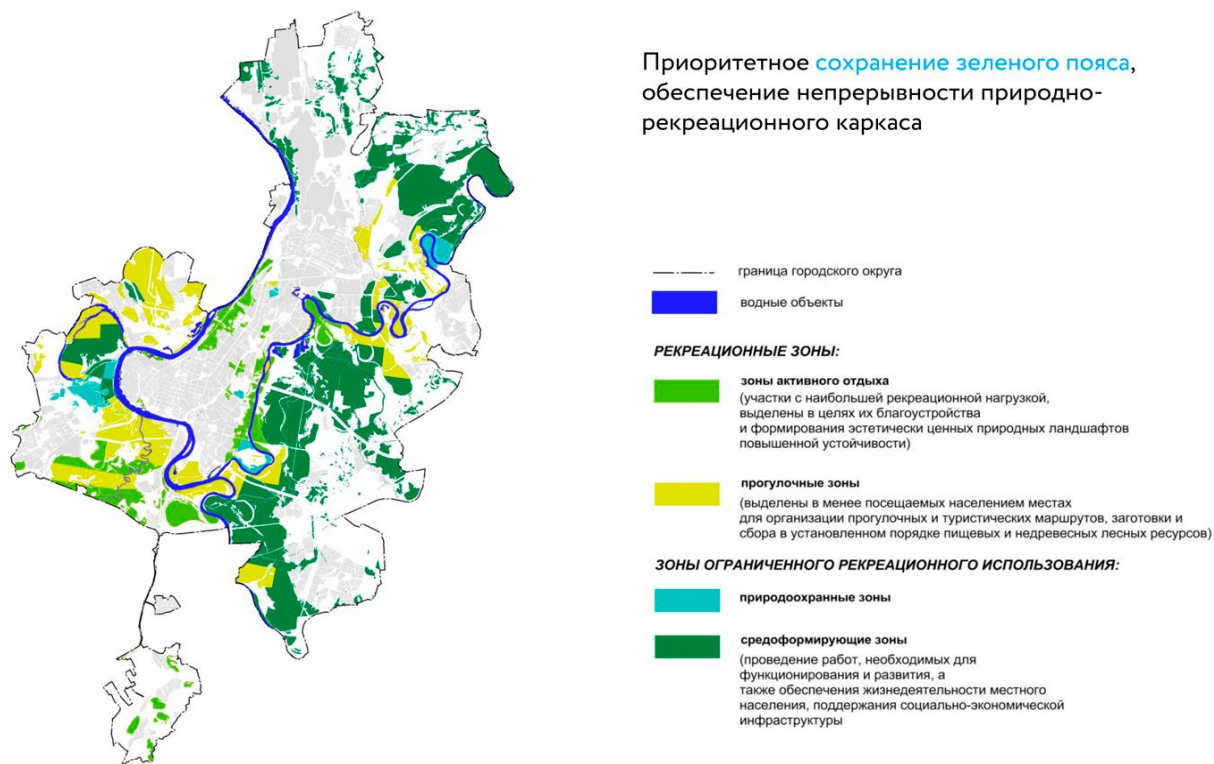 Приоритетное сохранение зеленого пояса,
обеспечение непрерывности природно-
рекреационного каркаса
граница городского округа
водные объекты
РЕКРЕАЦИОННЫЕ ЗОНЫ:
зоны активного отдыха
(участки с наибольшей рекреационной нагрузкой,
выделены в целях их благоустройства
и формирования эстетически ценных природных ландшафтов
повышенной устойчивости)
прогулочные зоны
(выделены в менее посещаемых населением местах
для организации прогулочных и туристических маршрутов, заготовки и
сбора в установленном порядке пищевых и недревесных лесных ресурсов)
ЗОНЫ ОГРАНИЧЕННОГО РЕКРЕАЦИОННОГО ИСПОЛЬЗОВАНИЯ:
природоохранные зоны
средоформирующие зоны
(проведение работ, необходимых для
функционирования и развития, а
также обеспечения жизнедеятельности местного
населения, поддержания социально-экономической
инфраструктуры